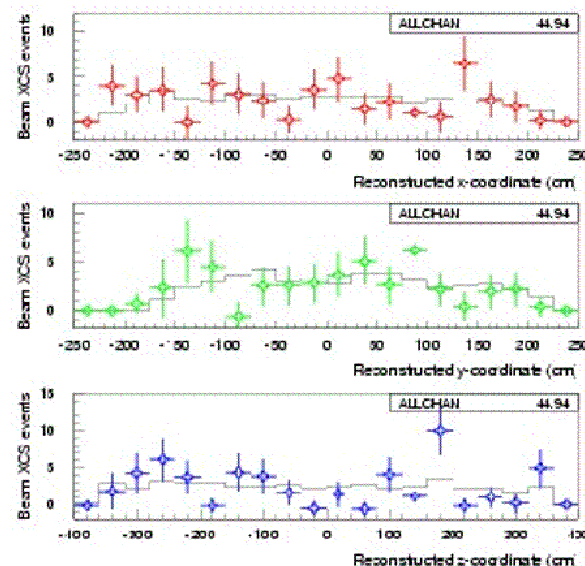 ALLCHAN 44.94
Beam XCS events
10
5
0
-250 -200 -150 -100 -50 0 50 100 150 200 250
Reconstructed x-coordinate (cm)
ALLCHAN 44.94
Beam XCS events
10
5
0
-250 -200 -150 -100 -50 0 50 100 150 200 250
Reconstructed y-coordinate (cm)
ALLCHAN 44.94
Beam XCS events
15
10
5
0
-400 -300 -200 -100 0 100 200 300 400
Reconstructed z-coordinate (cm)